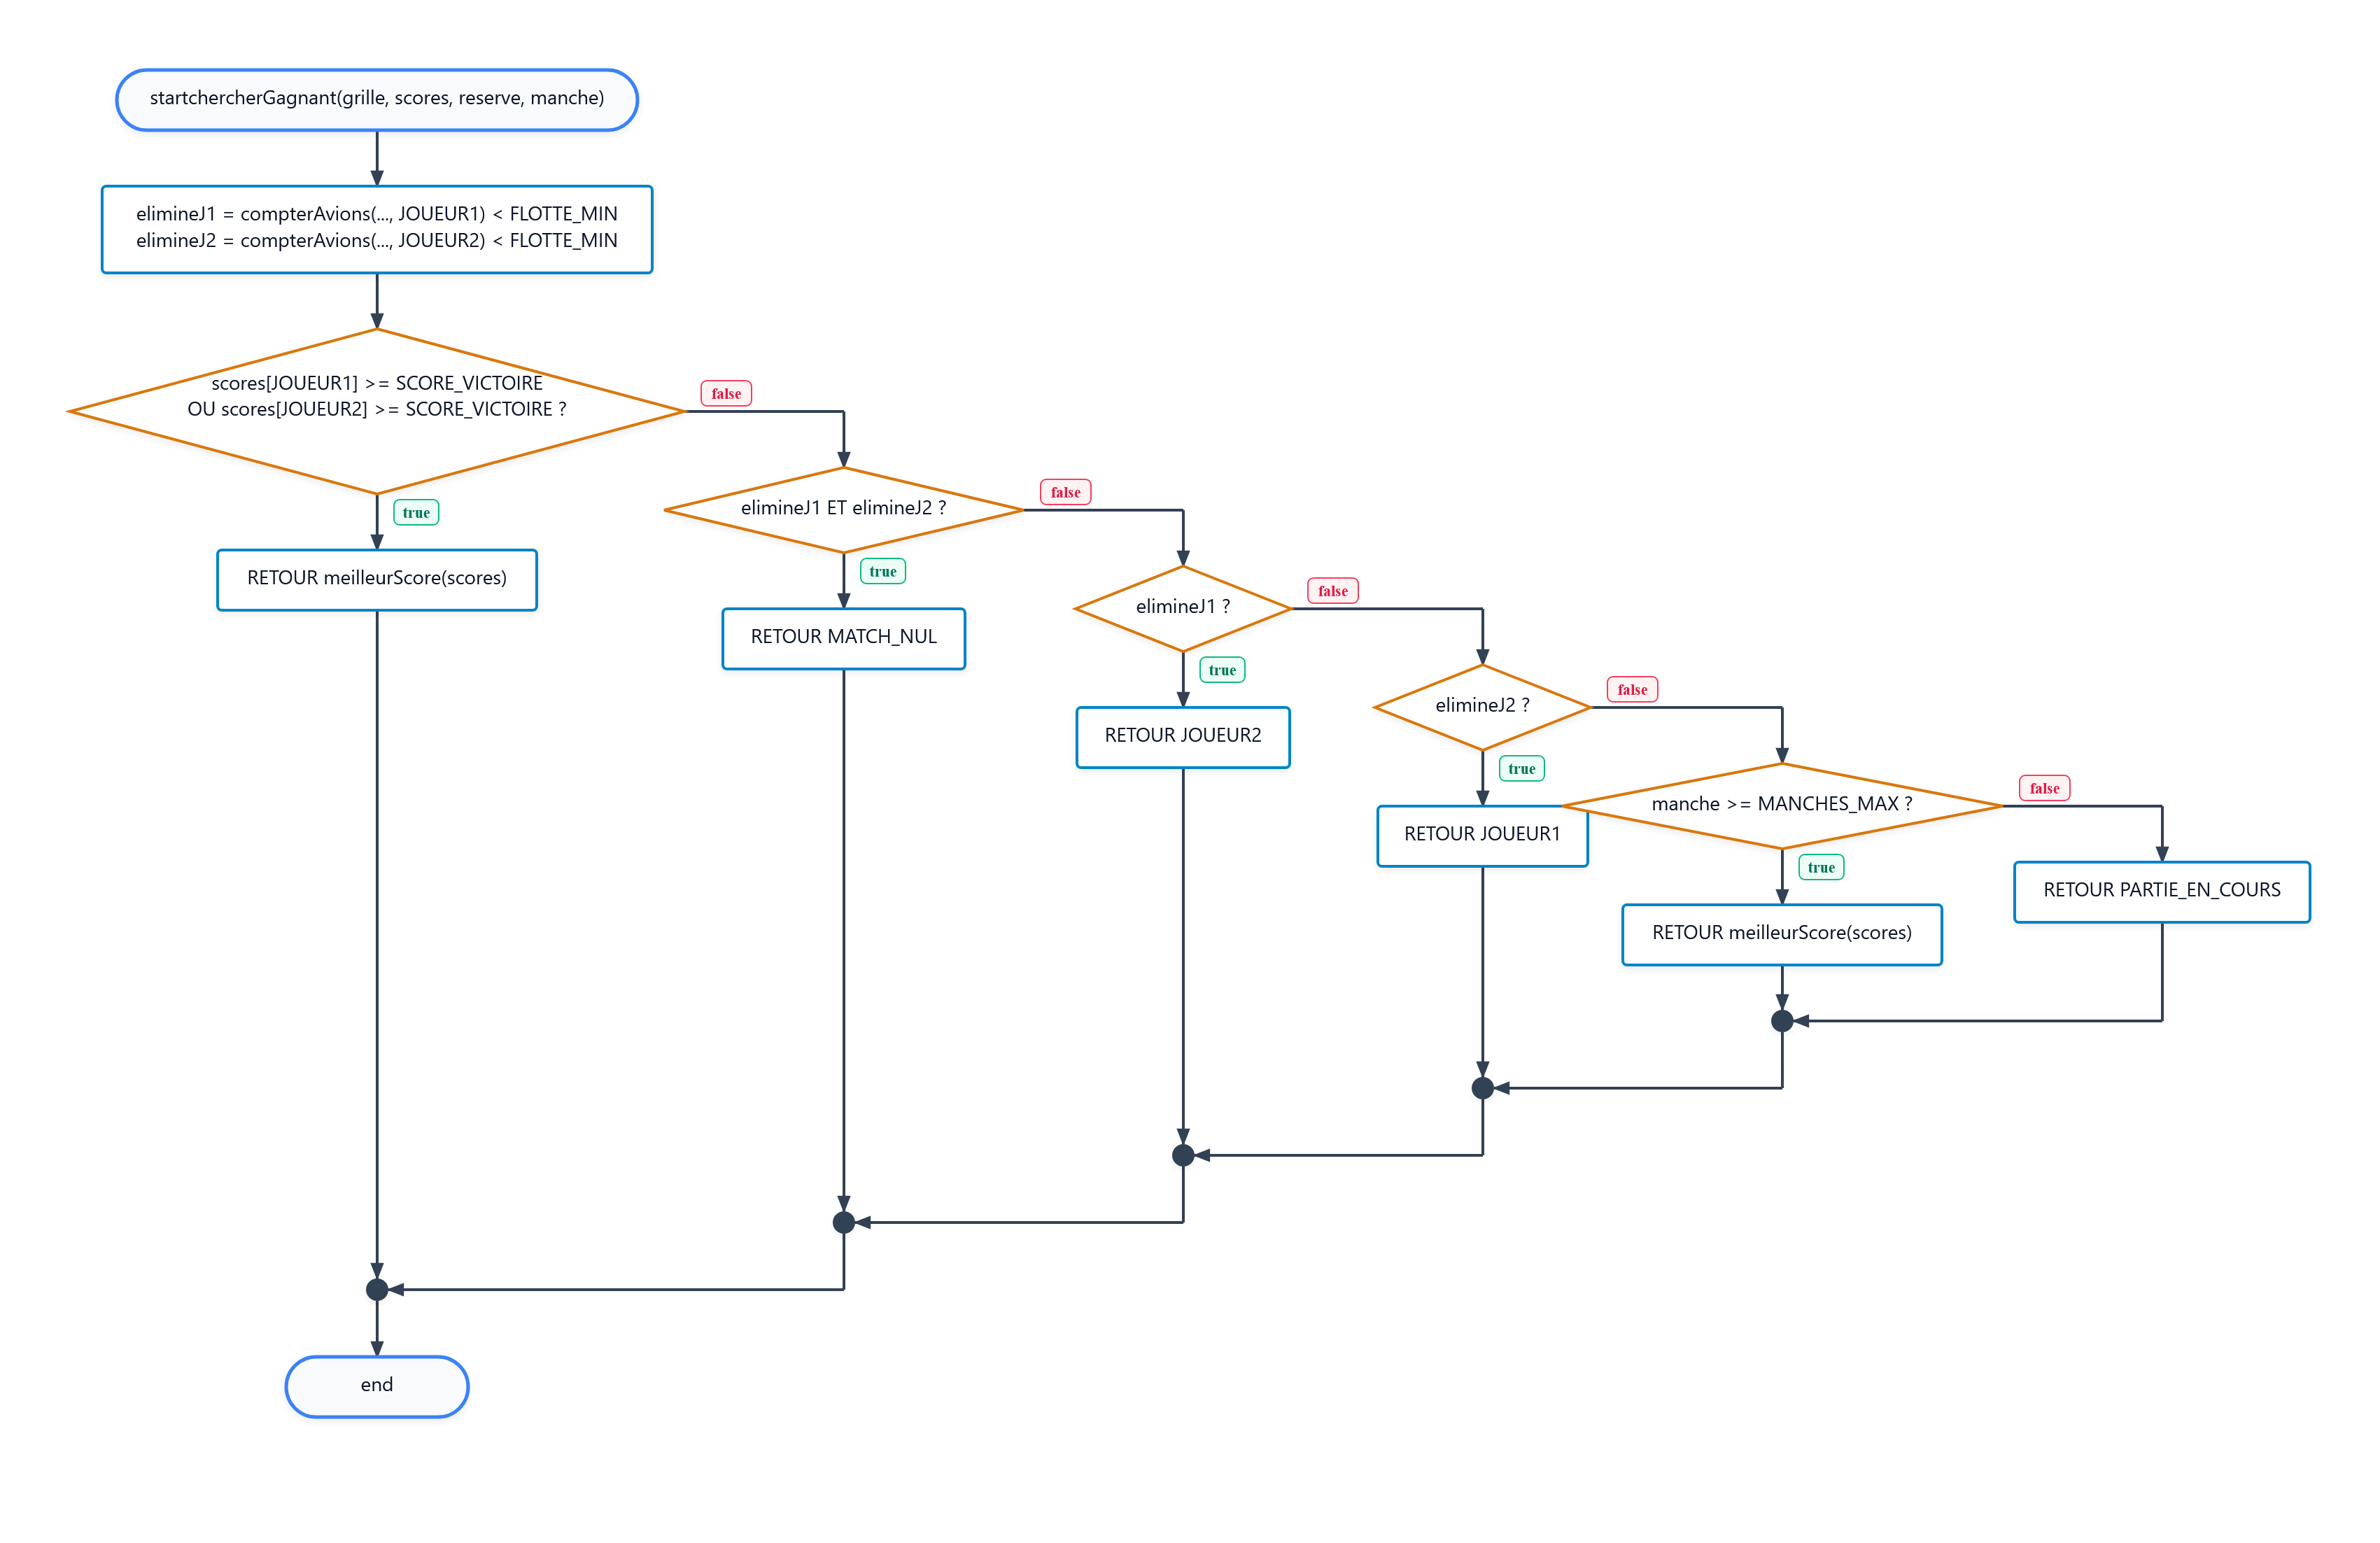 startchercherGagnant(grille, scores, reserve, manche)
elimineJ1 = compterAvions(..., JOUEUR1) < FLOTTE_MIN
elimineJ2 = compterAvions(..., JOUEUR2) < FLOTTE_MIN
scores[JOUEUR1] >= SCORE_VICTOIRE
OU scores[JOUEUR2] >= SCORE_VICTOIRE ?
false
true
RETOUR meilleurScore(scores)
elimineJ1 ET elimineJ2 ?
false
true
RETOUR MATCH_NUL
elimineJ1 ?
false
true
RETOUR JOUEUR2
elimineJ2 ?
false
true
RETOUR JOUEUR1
manche >= MANCHES_MAX ?
false
true
RETOUR meilleurScore(scores)
RETOUR PARTIE_EN_COURS
end